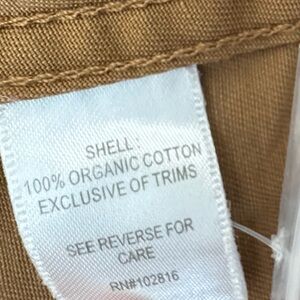 SHELL:
100% ORGANIC COTTON
EXCLUSIVE OF TRIMS
SEE REVERSE FOR
CARE
RN#102816